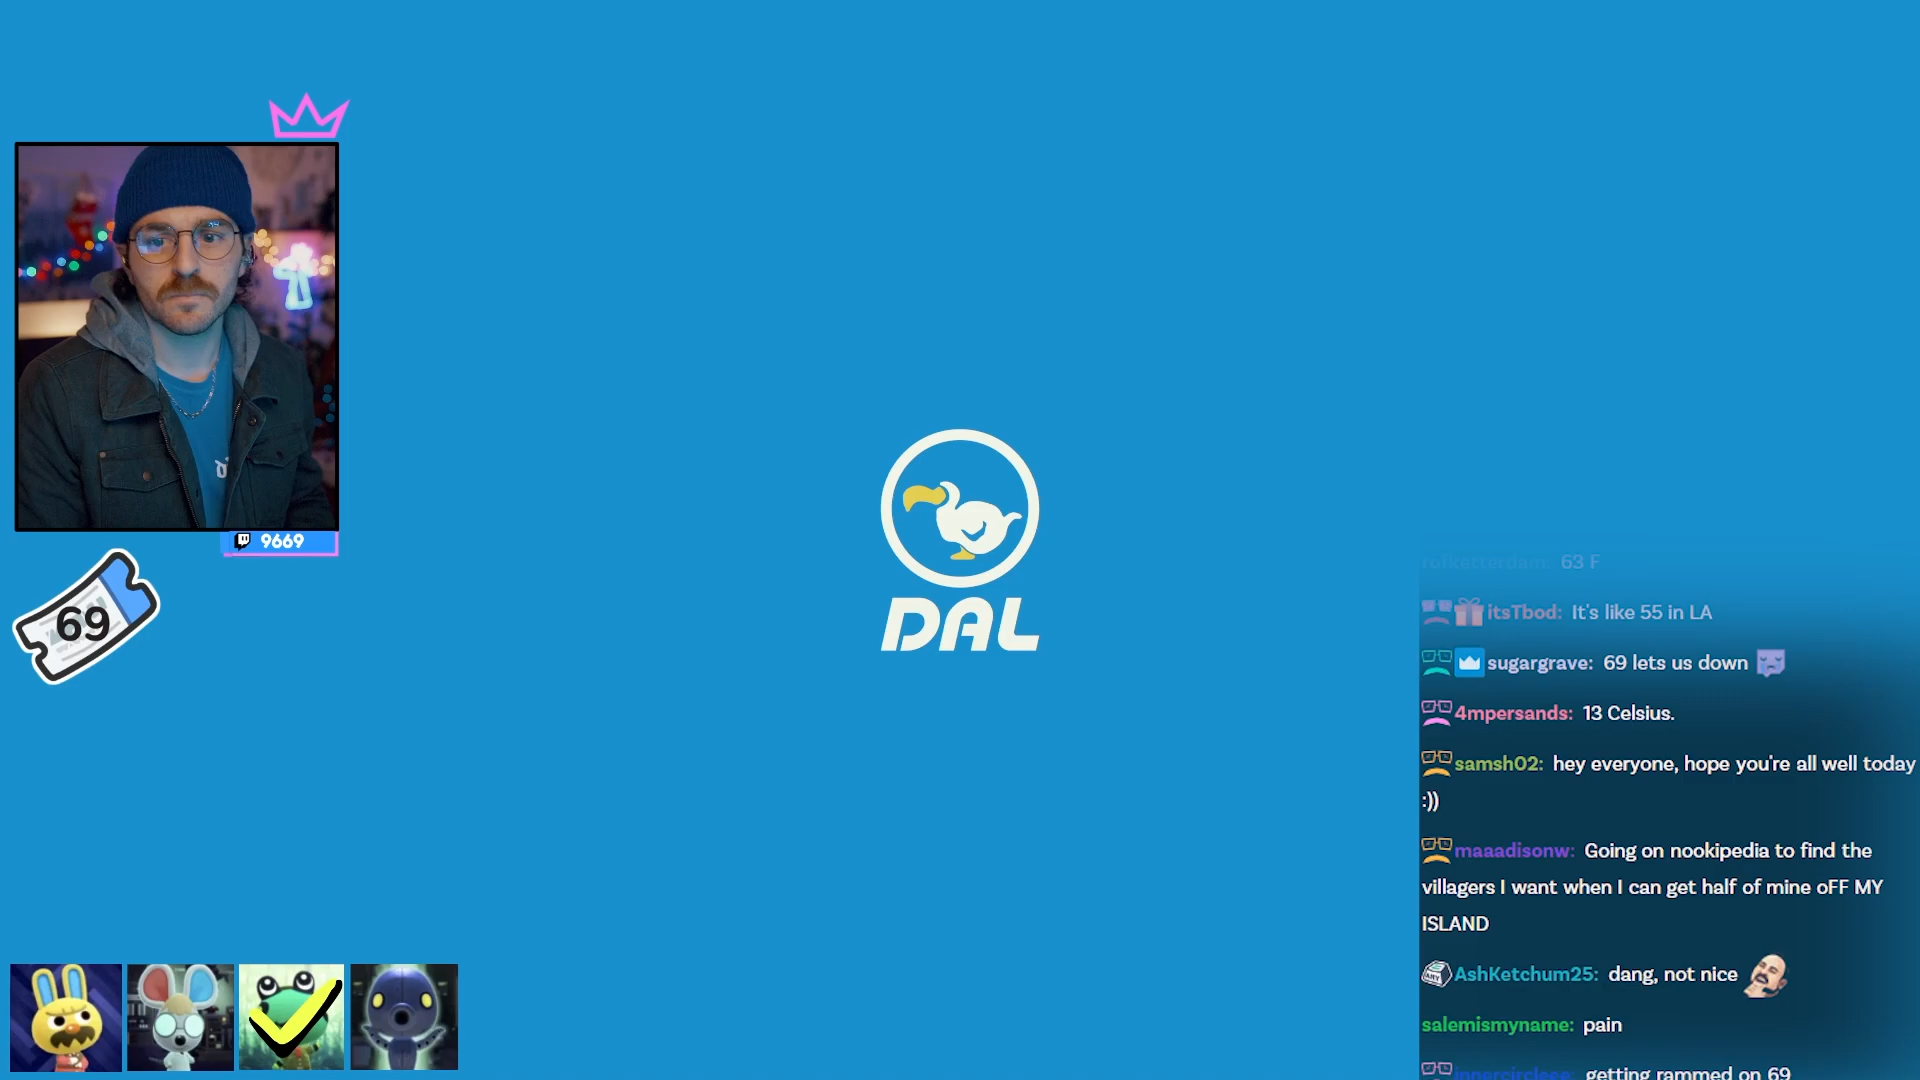 9669
69
DAL
rofketterdam: 63 F
itsTbod: It's like 55 in LA
sugargrave: 69 lets us down
4mpersands: 13 Celsius.
samsh02: hey everyone, hope you're all well today
:))
maaadisonw: Going on nookipedia to find the
villagers I want when I can get half of mine oFF MY
ISLAND
AshKetchum25: dang, not nice
salemismyname: pain
innercircleee: getting rammed on 69